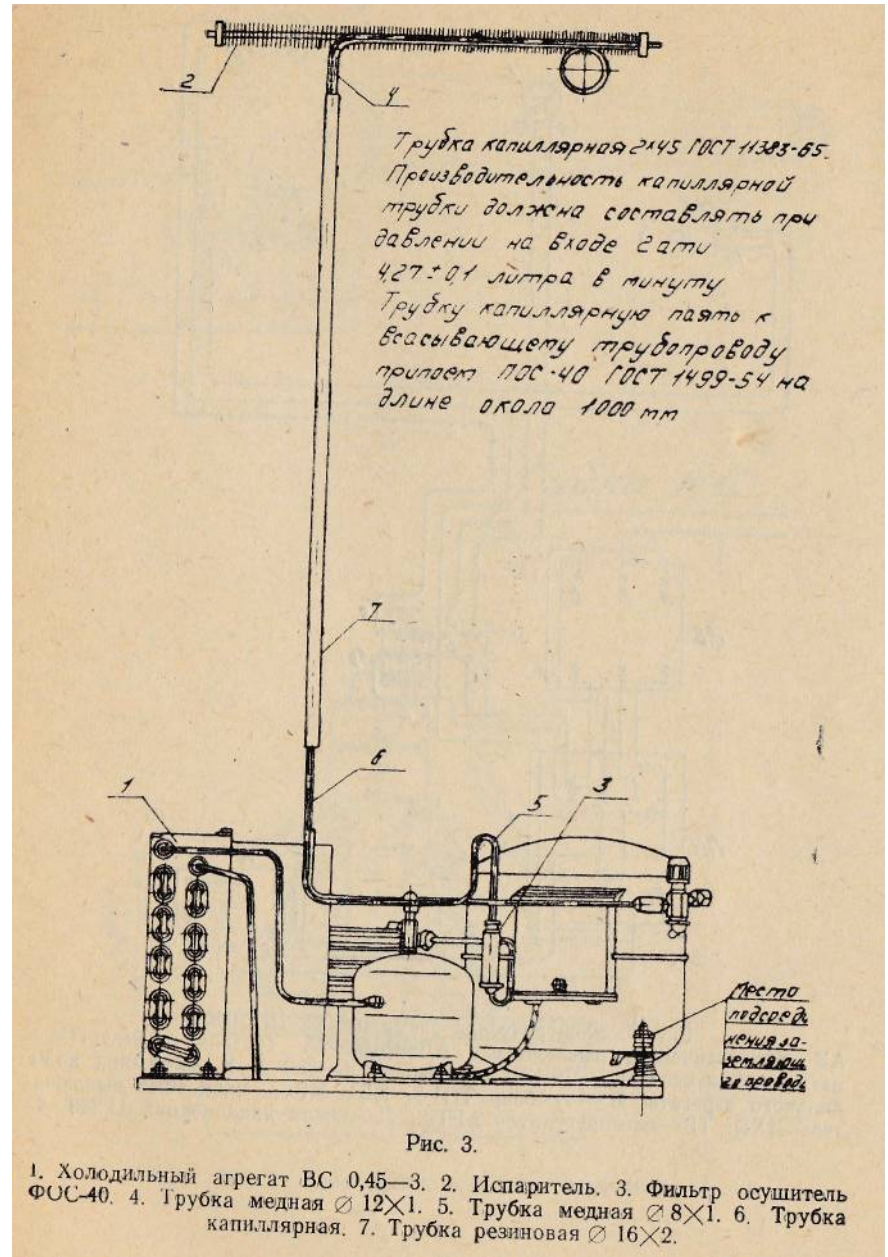 2
4
Трубка капиллярная 2×45 ГОСТ 11383-65.
Производительность капиллярной
трубки должна составлять при
давлении на входе 2 ати
4,27 ± 0,1 литра в минуту
Трубку капиллярную паять к
всасывающему трубопроводу
припоем ПОС-40 ГОСТ 1499-54 на
длине окола 1000 мм
7
6
1
5
3
Место
подсоеди
нения за-
земляющ
го провода
Рис. 3.
1. Холодильный агрегат ВС 0,45—3. 2. Испаритель. 3. Фильтр осушитель
ФОС-40. 4. Трубка медная ∅ 12×1. 5. Трубка медная ∅ 8×1. 6. Трубка
капиллярная. 7. Трубка резиновая ∅ 16×2.